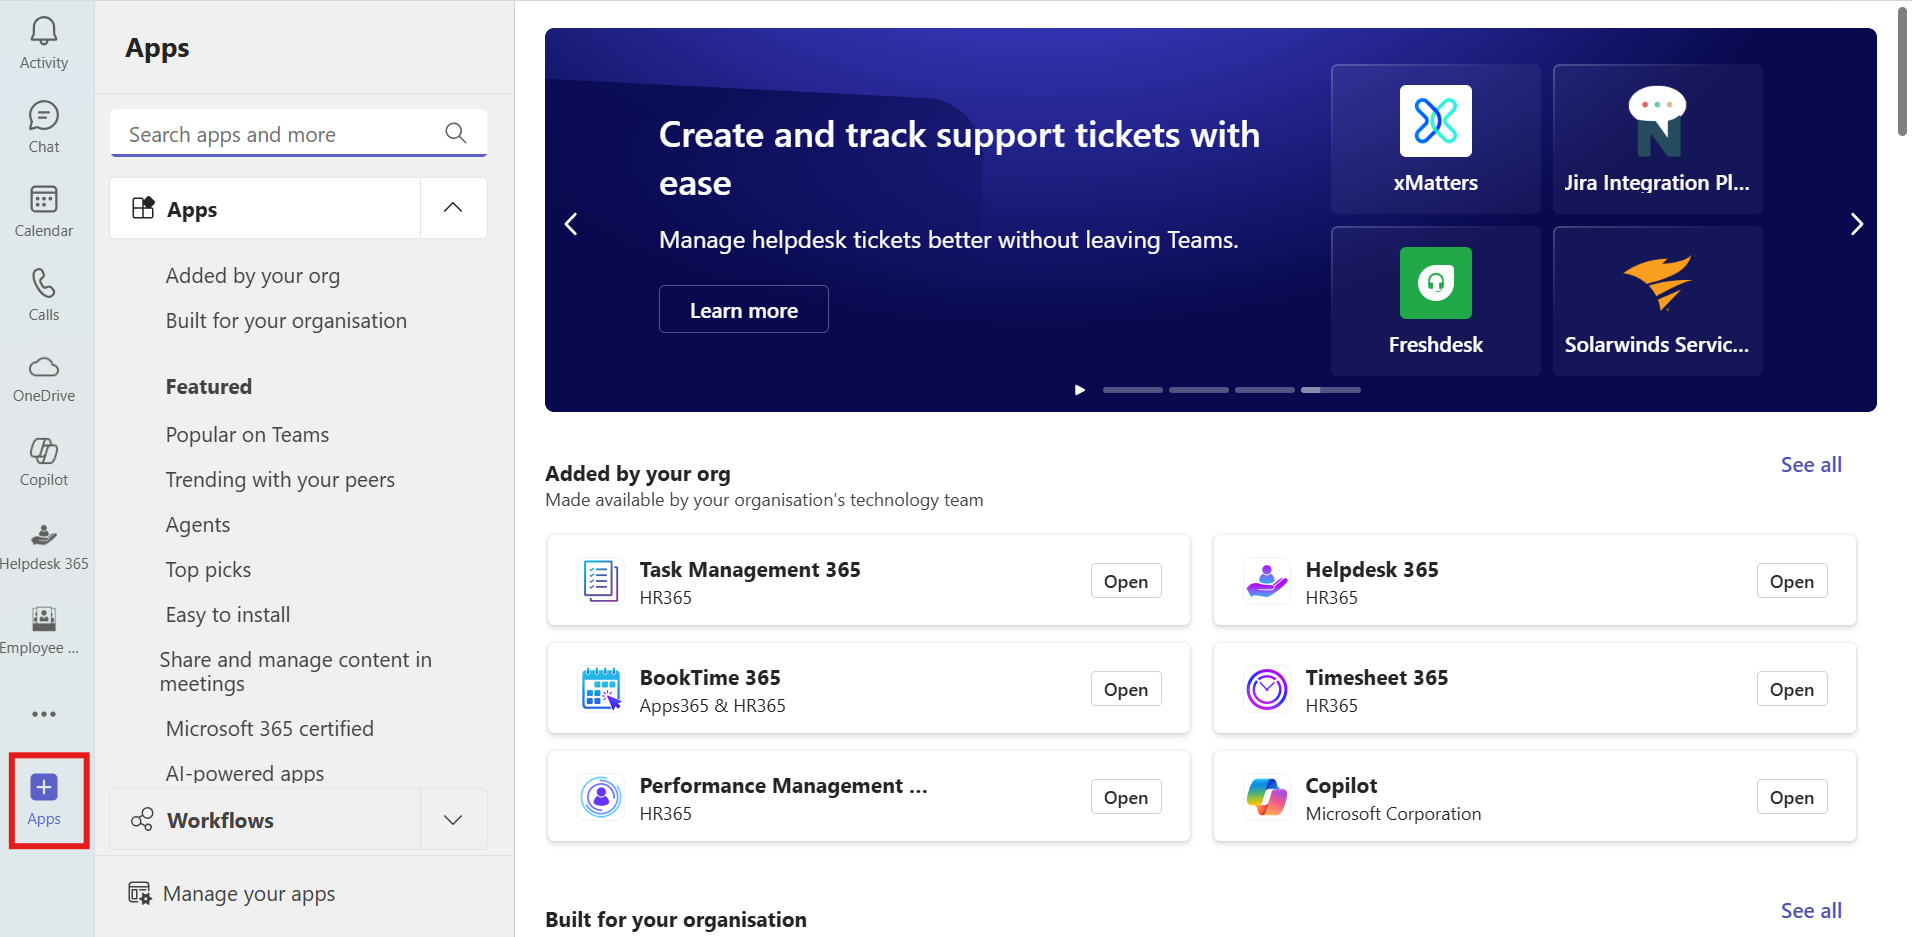 Activity
Chat
Calendar
Calls
OneDrive
Copilot
Helpdesk 365
Employee ...
Apps
Apps
Search apps and more
Apps
Added by your org
Built for your organisation
Featured
Popular on Teams
Trending with your peers
Agents
Top picks
Easy to install
Share and manage content in
meetings
Microsoft 365 certified
AI-powered apps
Workflows
Manage your apps
Create and track support tickets with
ease
Manage helpdesk tickets better without leaving Teams.
Learn more
xMatters
Jira Integration Pl...
Freshdesk
Solarwinds Servic...
Added by your org
See all
Made available by your organisation's technology team
Task Management 365
HR365
Open
Helpdesk 365
HR365
Open
BookTime 365
Apps365 & HR365
Open
Timesheet 365
HR365
Open
Performance Management ...
HR365
Open
Copilot
Microsoft Corporation
Open
Built for your organisation
See all